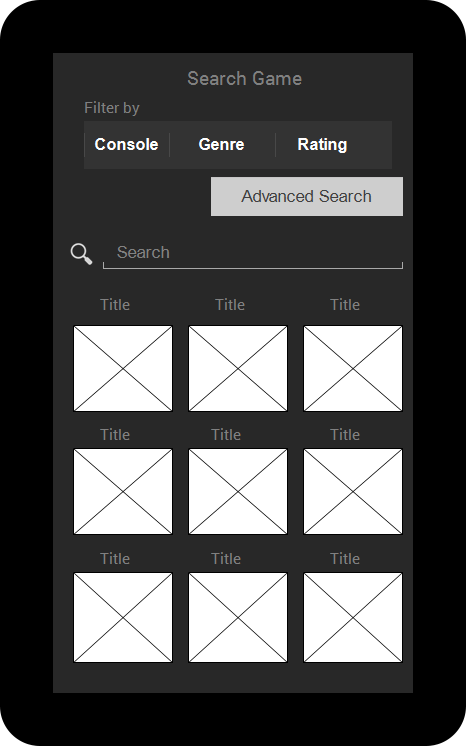 Search Game
Filter by
Console Genre Rating
Advanced Search
Search
Title Title Title
Title Title Title
Title Title Title